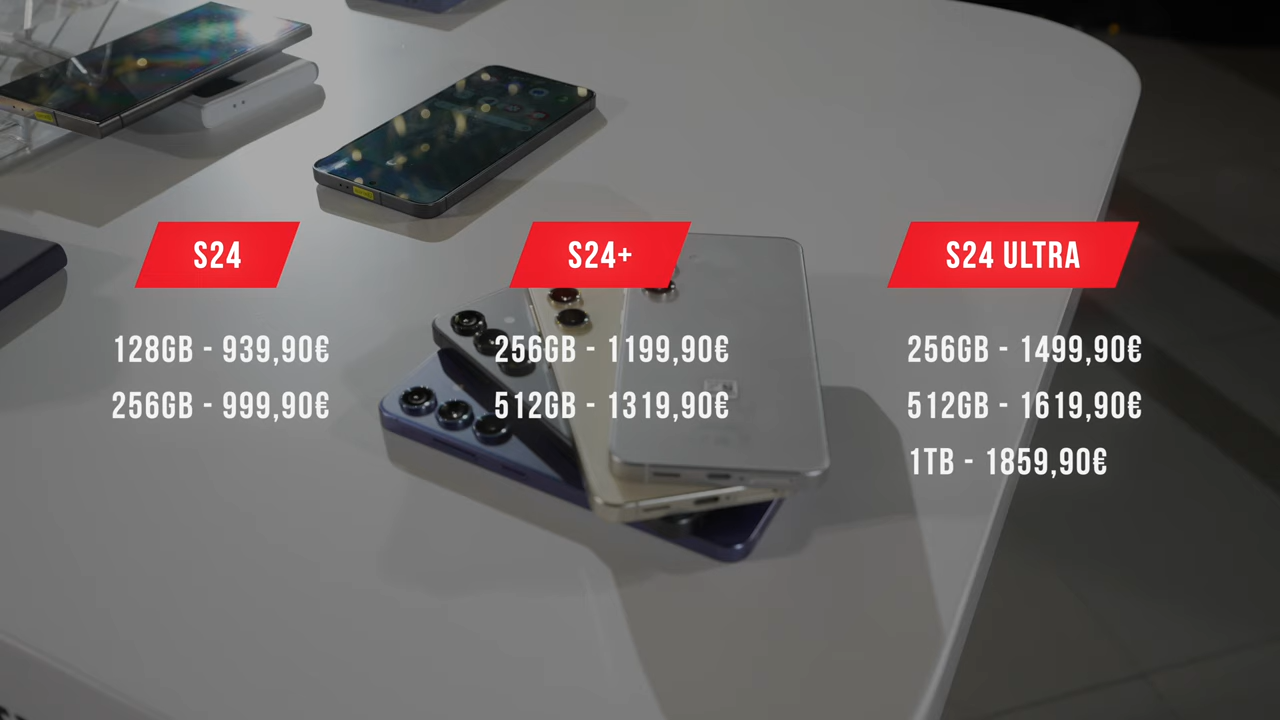 S24
128GB - 939,90€
256GB - 999,90€
S24+
256GB - 1199,90€
512GB - 1319,90€
S24 ULTRA
256GB - 1499,90€
512GB - 1619,90€
1TB - 1859,90€